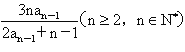 3na_{n-1} / (2a_{n-1}+n-1) (n≥2, n∈N*)